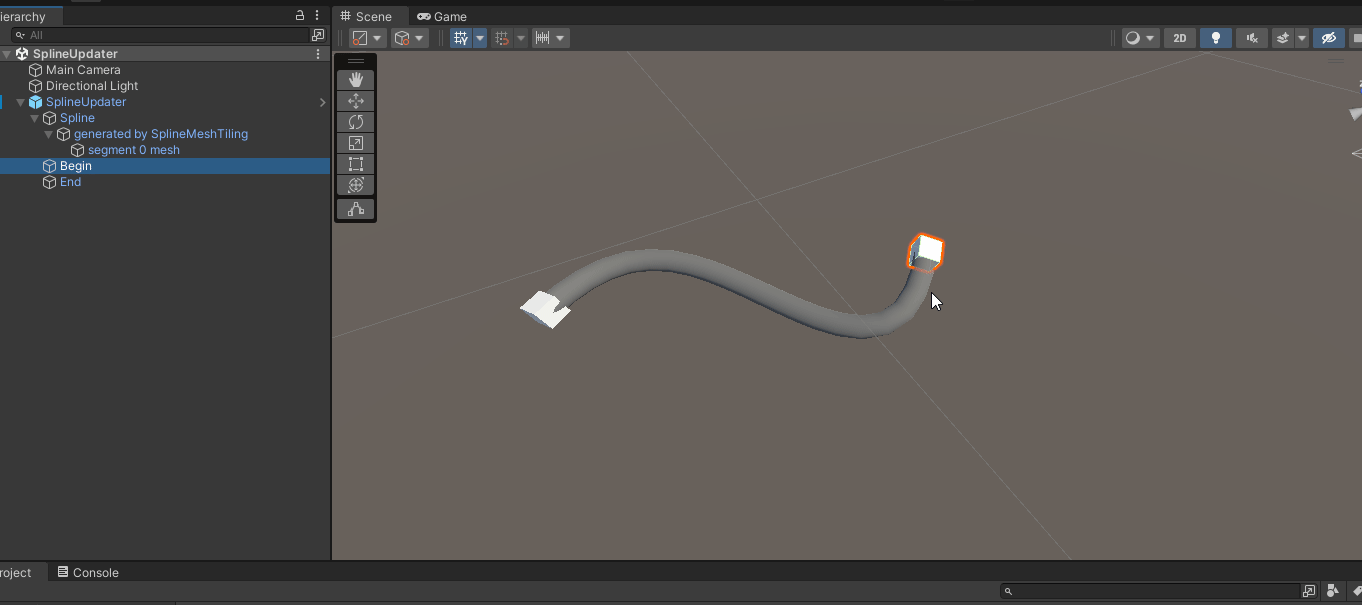 ierarchy
Scene
Game
All
2D
SplineUpdater
Main Camera
Directional Light
SplineUpdater
Spline
generated by SplineMeshTiling
segment 0 mesh
Begin
End
roject
Console